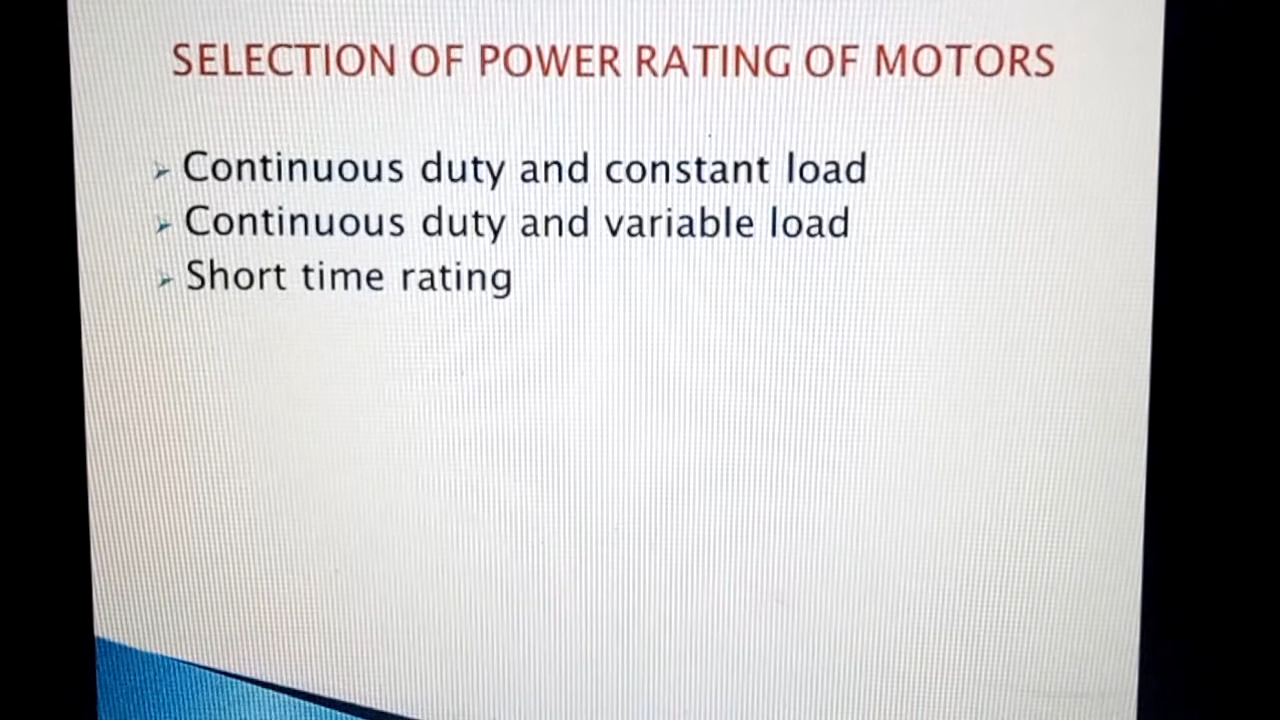 SELECTION OF POWER RATING OF MOTORS
Continuous duty and constant load
Continuous duty and variable load
Short time rating